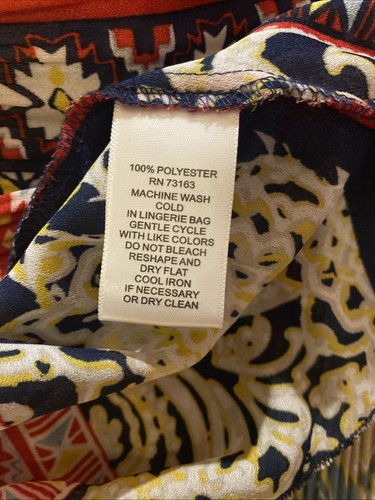 100% POLYESTER
RN 73163
MACHINE WASH
COLD
IN LINGERIE BAG
GENTLE CYCLE
WITH LIKE COLORS
DO NOT BLEACH
RESHAPE AND
DRY FLAT
COOL IRON
IF NECESSARY
OR DRY CLEAN